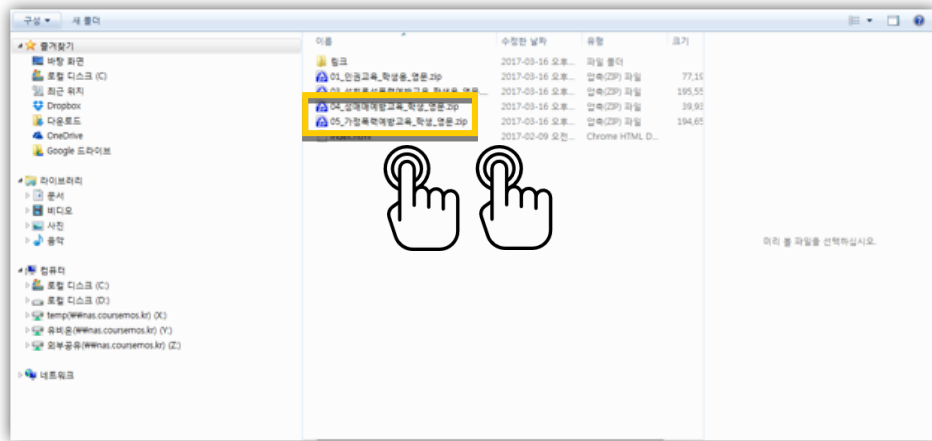 구성 새 폴더
즐겨찾기
바탕 화면
로컬 디스크 (C)
최근 위치
Dropbox
다운로드
OneDrive
Google 드라이브
라이브러리
문서
비디오
사진
음악
컴퓨터
로컬 디스크 (C:)
로컬 디스크 (D:)
temp(₩₩nas.coursemos.kr) (X:)
유비온(₩₩nas.coursemos.kr) (Y:)
외부공유(₩₩nas.coursemos.kr) (Z:)
네트워크
이름 수정한 날짜 유형 크기
링크 2017-03-16 오후... 파일 폴더
01_인권교육_학생용_영문.zip 2017-03-16 오후... 압축(ZIP) 파일 77,19
2017-03-16 오후... 압축(ZIP) 파일 195,55
04_성매매예방교육_학생_영문.zip 2017-03-16 오후... 압축(ZIP) 파일 39,93
05_가정폭력예방교육_학생_영문.zip 2017-03-16 오후... 압축(ZIP) 파일 194,65
index.html 2017-02-09 오전... Chrome HTML D...
미리 볼 파일을 선택하십시오.